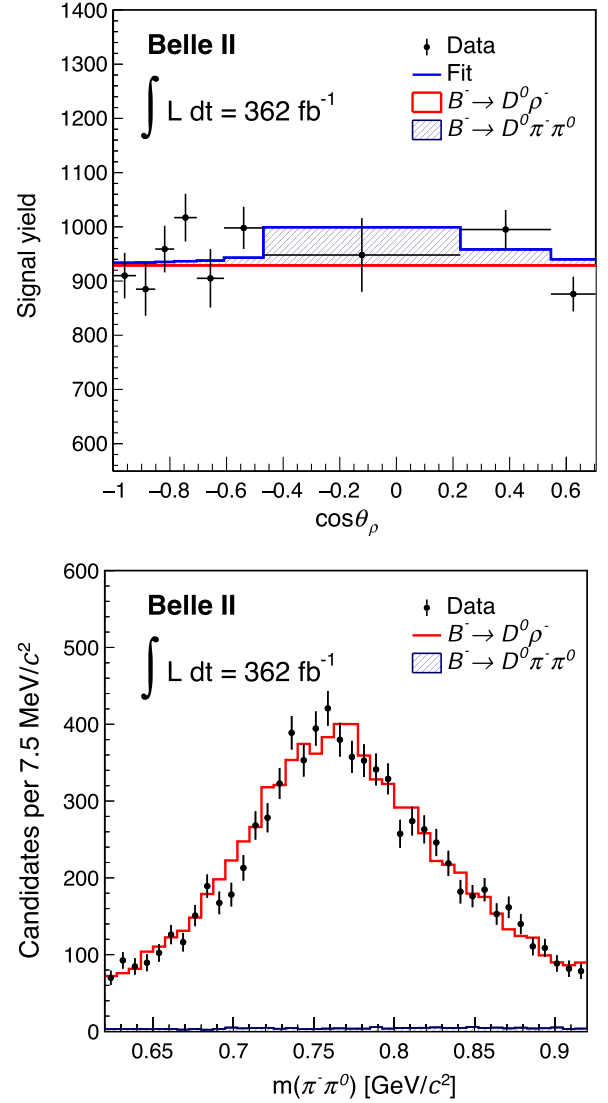 1400
1300
1200
1100
1000
900
800
700
600
Signal yield
Belle II
∫ L dt = 362 fb⁻¹
Data
Fit
B⁻ → D⁰ρ⁻
B⁻ → D⁰π⁻π⁰
−1 −0.8 −0.6 −0.4 −0.2 0 0.2 0.4 0.6
cosθρ
600
500
400
300
200
100
0
Candidates per 7.5 MeV/c²
Belle II
∫ L dt = 362 fb⁻¹
Data
B⁻ → D⁰ρ⁻
B⁻ → D⁰π⁻π⁰
0.65 0.7 0.75 0.8 0.85 0.9
m(π⁻π⁰) [GeV/c²]